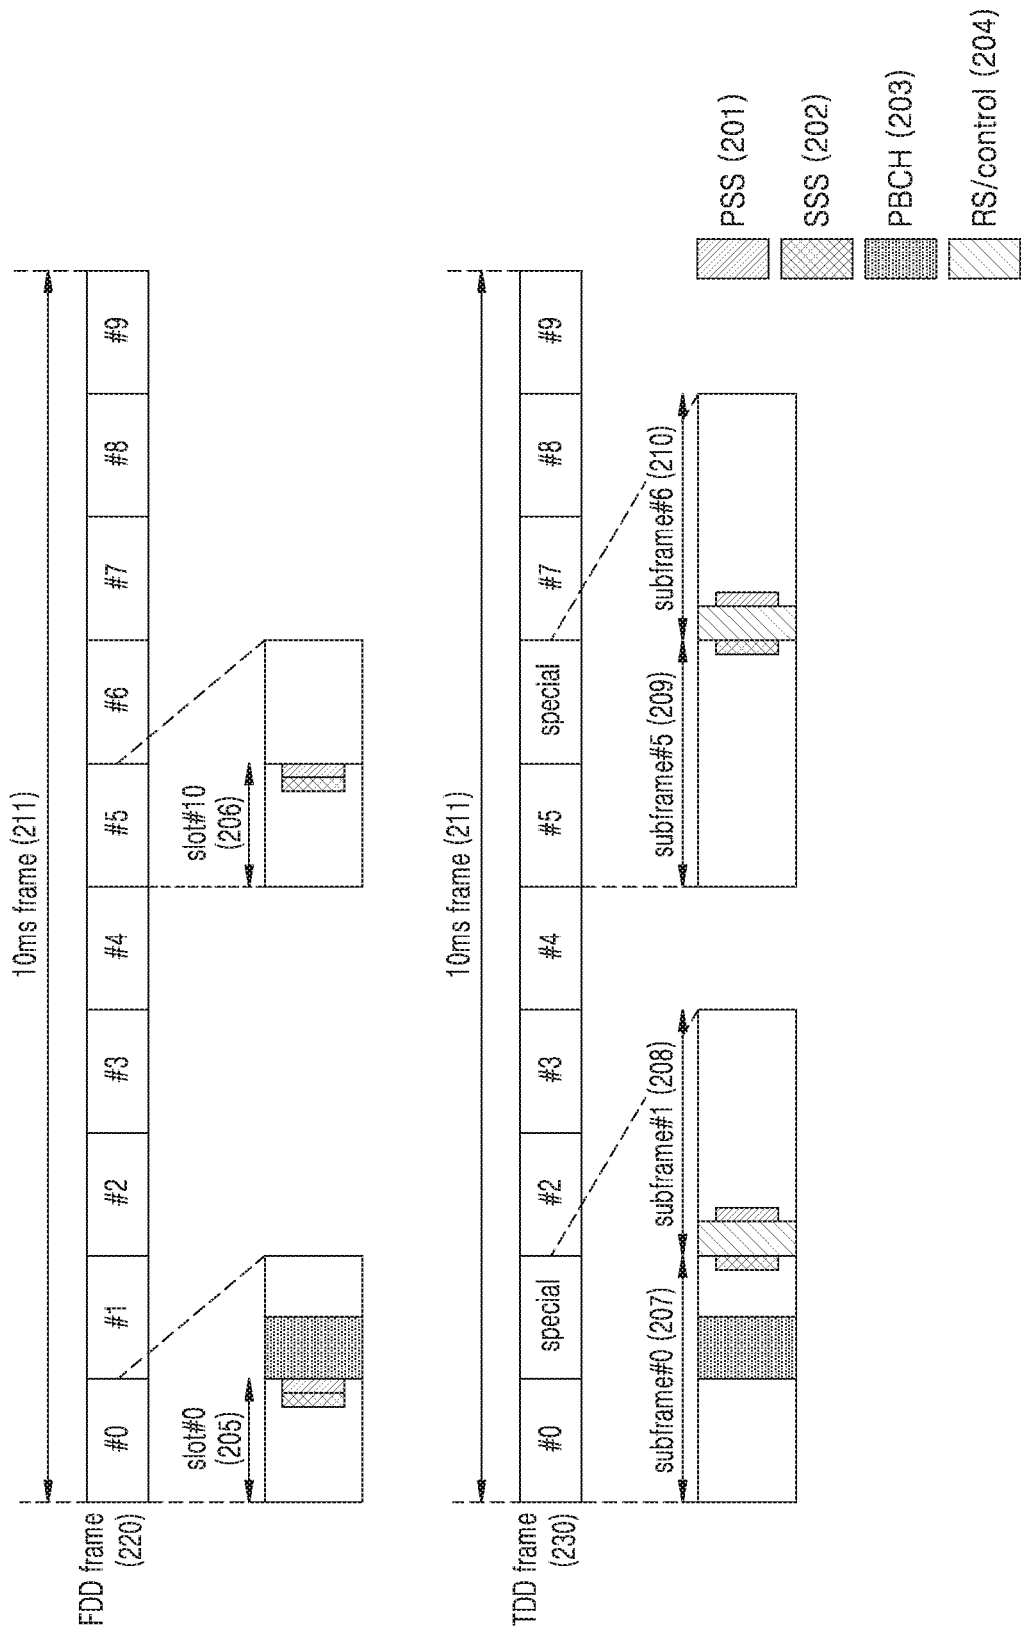 10ms frame (211)
FDD frame
(220)
#0
#1
#2
#3
#4
#5
#6
#7
#8
#9
slot#0
(205)
slot#10
(206)
10ms frame (211)
TDD frame
(230)
#0
special
#2
#3
#4
#5
special
#7
#8
#9
subframe#0 (207)
subframe#1 (208)
subframe#5 (209)
subframe#6 (210)
PSS (201)
SSS (202)
PBCH (203)
RS/control (204)